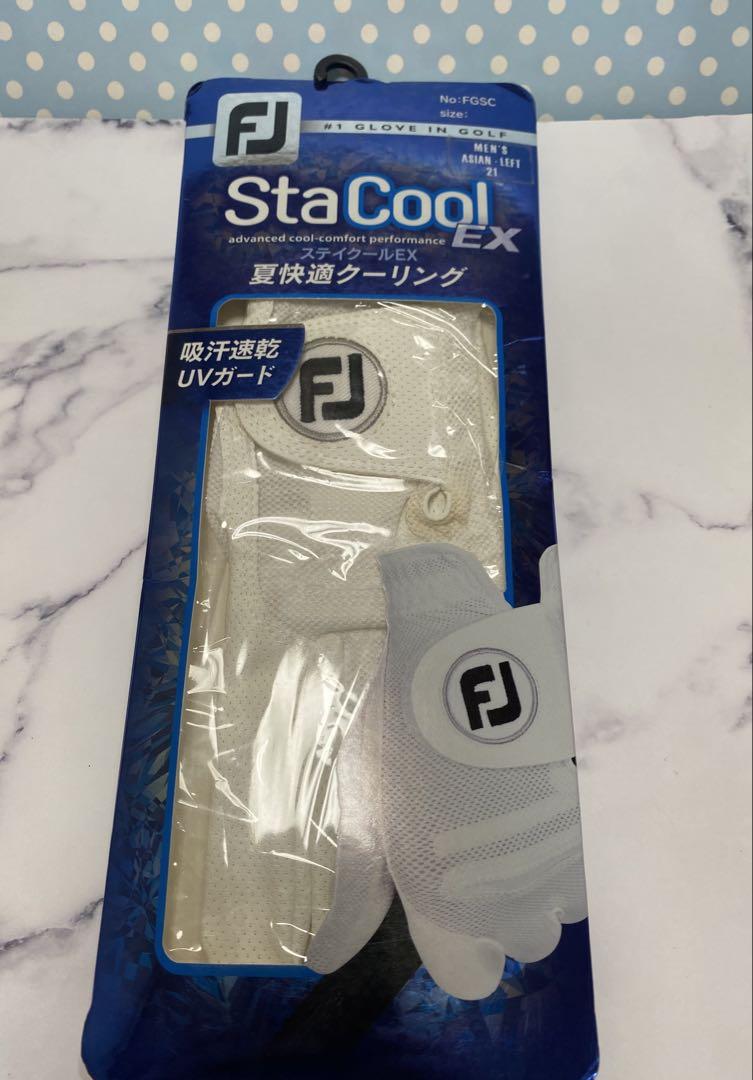 No:FGSC
size:
FJ
#1 GLOVE IN GOLF
MEN'S
ASIAN - LEFT
21
StaCool
EX
advanced cool-comfort performance
ステイクールEX
夏快適クーリング
吸汗速乾
UVガード
FJ
FJ